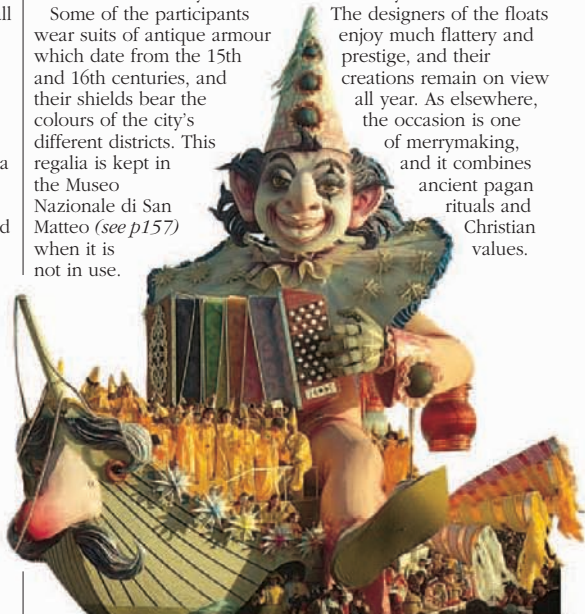 Some of the participants
wear suits of antique armour
which date from the 15th
and 16th centuries, and
their shields bear the
colours of the city's
different districts. This
regalia is kept in
the Museo
Nazionale di San
Matteo (see p157)
when it is
not in use.
The designers of the floats
enjoy much flattery and
prestige, and their
creations remain on view
all year. As elsewhere,
the occasion is one
of merrymaking,
and it combines
ancient pagan
rituals and
Christian
values.